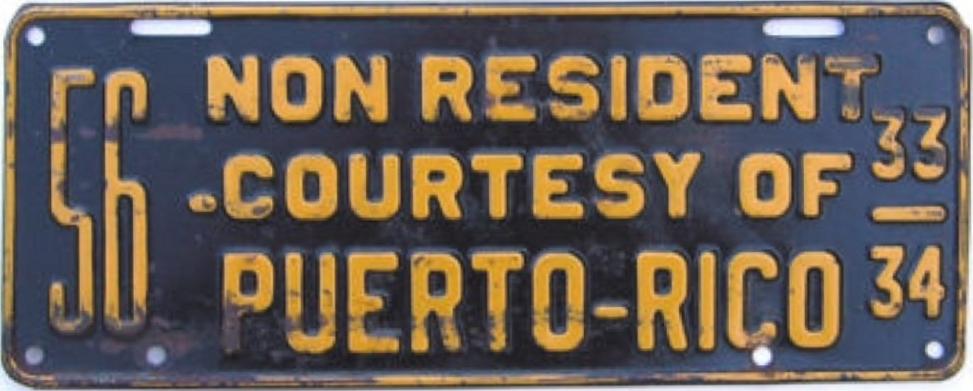 56
NON RESIDENT
COURTESY OF
PUERTO-RICO
33
—
34